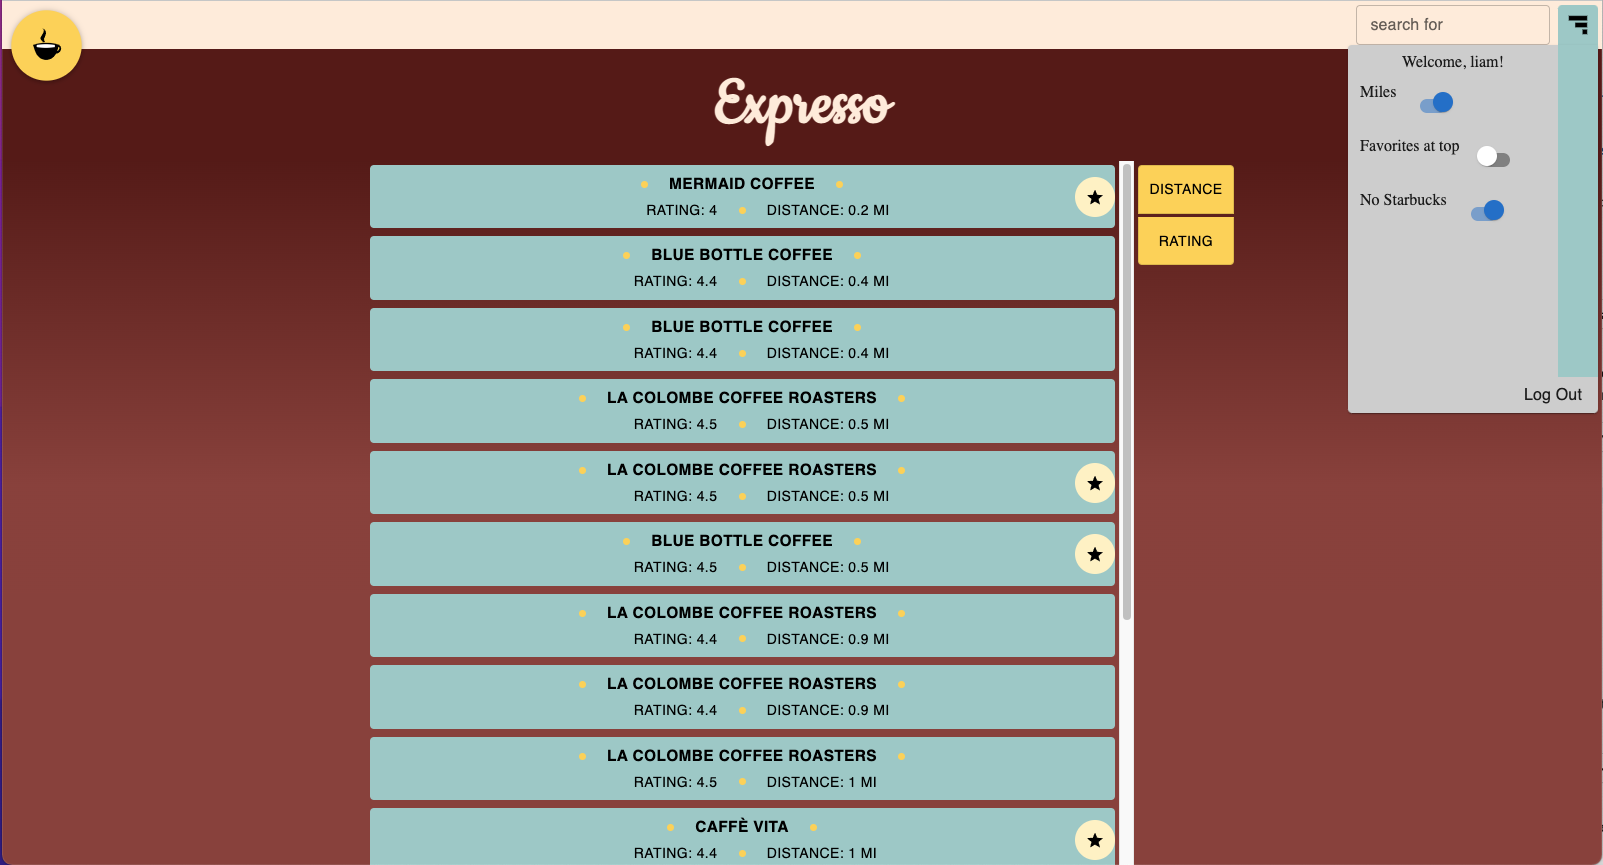 search for
Welcome, liam!
Miles
Favorites at top
No Starbucks
Log Out
Expresso
MERMAID COFFEE
RATING: 4 DISTANCE: 0.2 MI
BLUE BOTTLE COFFEE
RATING: 4.4 DISTANCE: 0.4 MI
BLUE BOTTLE COFFEE
RATING: 4.4 DISTANCE: 0.4 MI
LA COLOMBE COFFEE ROASTERS
RATING: 4.5 DISTANCE: 0.5 MI
LA COLOMBE COFFEE ROASTERS
RATING: 4.5 DISTANCE: 0.5 MI
BLUE BOTTLE COFFEE
RATING: 4.5 DISTANCE: 0.5 MI
LA COLOMBE COFFEE ROASTERS
RATING: 4.4 DISTANCE: 0.9 MI
LA COLOMBE COFFEE ROASTERS
RATING: 4.4 DISTANCE: 0.9 MI
LA COLOMBE COFFEE ROASTERS
RATING: 4.5 DISTANCE: 1 MI
CAFFÈ VITA
RATING: 4.4 DISTANCE: 1 MI
DISTANCE
RATING